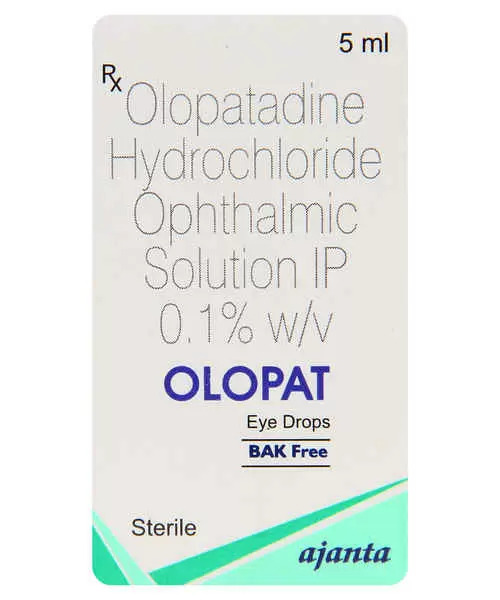 5 ml
Rx Olopatadine
Hydrochloride
Ophthalmic
Solution IP
0.1% w/v
OLOPAT
Eye Drops
BAK Free
Sterile
ajanta